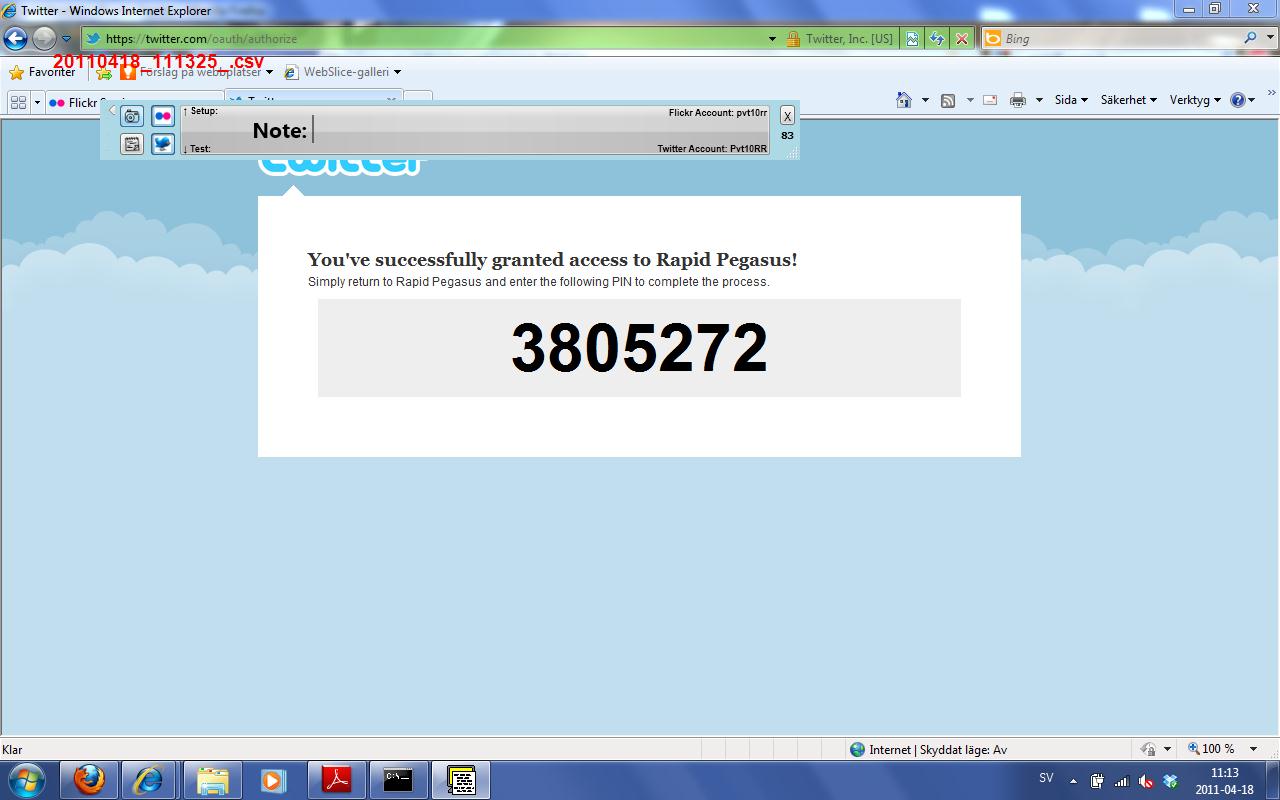 Twitter - Windows Internet Explorer
https://twitter.com/oauth/authorize
Twitter, Inc. [US]
Bing
20110418_111325_.csv
Favoriter
Förslag på webbplatser
WebSlice-galleri
Flickr
Sida
Säkerhet
Verktyg
↑ Setup:
Flickr Account: pvt10rr
X
Note:
83
↓ Test:
Twitter Account: Pvt10RR
twitter
You've successfully granted access to Rapid Pegasus!
Simply return to Rapid Pegasus and enter the following PIN to complete the process.
3805272
Klar
Internet | Skyddat läge: Av
100 %
SV
11:13
2011-04-18